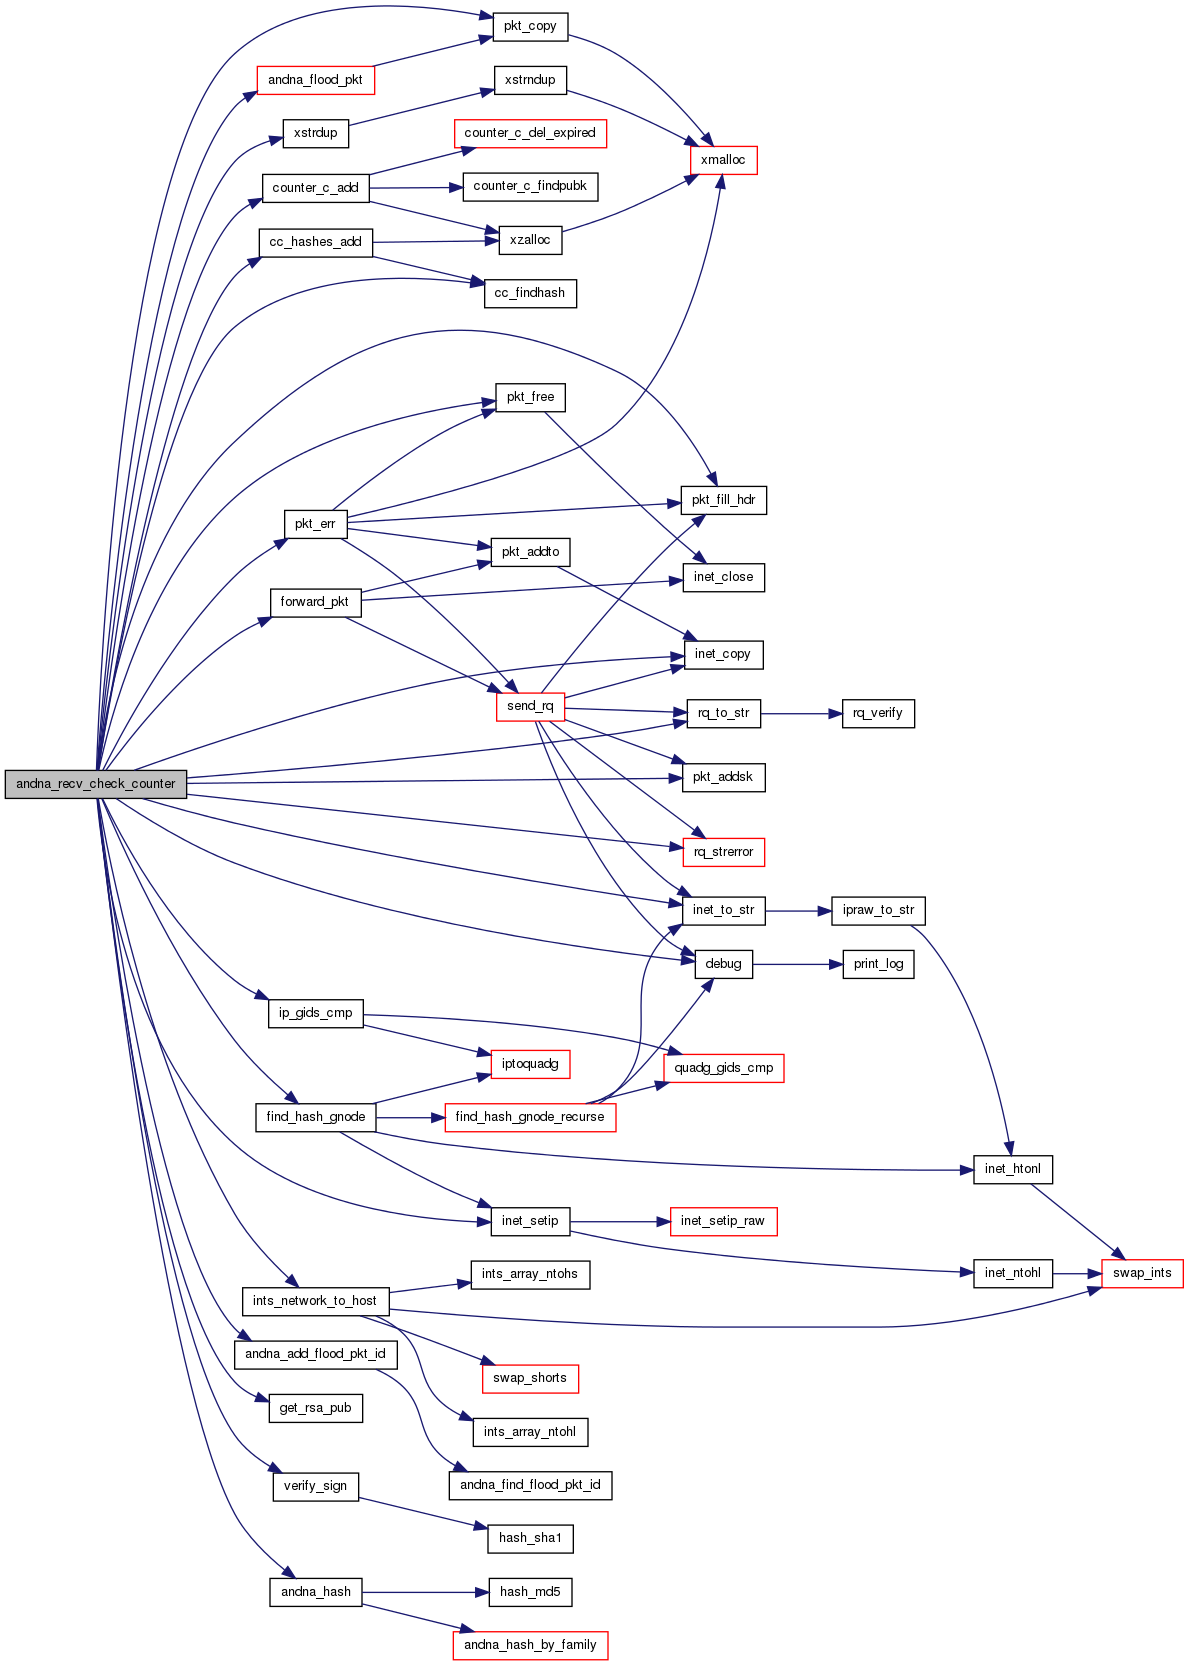 pkt_copy
andna_flood_pkt
xstrndup
xstrdup
counter_c_del_expired
xmalloc
counter_c_add
counter_c_findpubk
cc_hashes_add
xzalloc
cc_findhash
pkt_free
pkt_fill_hdr
pkt_err
pkt_addto
inet_close
forward_pkt
inet_copy
send_rq
rq_to_str
rq_verify
andna_recv_check_counter
pkt_addsk
rq_strerror
inet_to_str
ipraw_to_str
debug
print_log
ip_gids_cmp
iptoquadg
quadg_gids_cmp
find_hash_gnode
find_hash_gnode_recurse
inet_htonl
inet_setip
inet_setip_raw
ints_array_ntohs
inet_ntohl
swap_ints
ints_network_to_host
andna_add_flood_pkt_id
swap_shorts
get_rsa_pub
ints_array_ntohl
verify_sign
andna_find_flood_pkt_id
hash_sha1
andna_hash
hash_md5
andna_hash_by_family